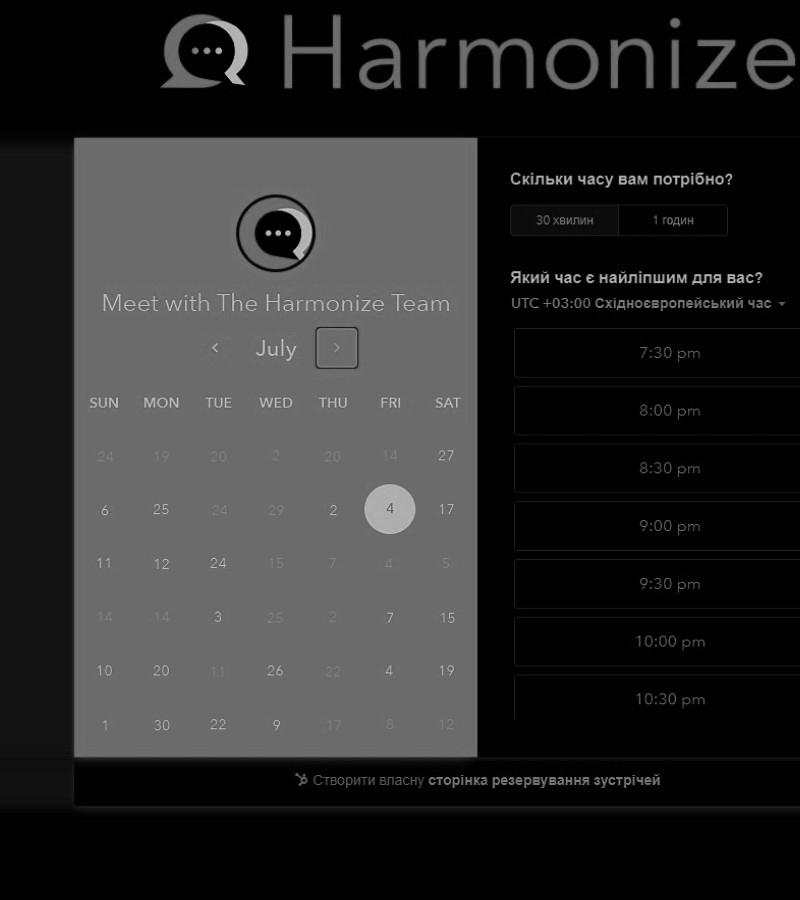 Harmonize
Meet with The Harmonize Team
July
SUN MON TUE WED THU FRI SAT
24 19 20 2 20 14 27
6 25 24 29 2 4 17
11 12 24 15 7 4 5
14 14 3 25 2 7 15
10 20 11 26 22 4 19
1 30 22 9 17 8 12
Скільки часу вам потрібно?
30 хвилин 1 годин
Який час є найліпшим для вас?
UTC +03:00 Східноєвропейський час
7:30 pm
8:00 pm
8:30 pm
9:00 pm
9:30 pm
10:00 pm
10:30 pm
Створити власну сторінка резервування зустрічей